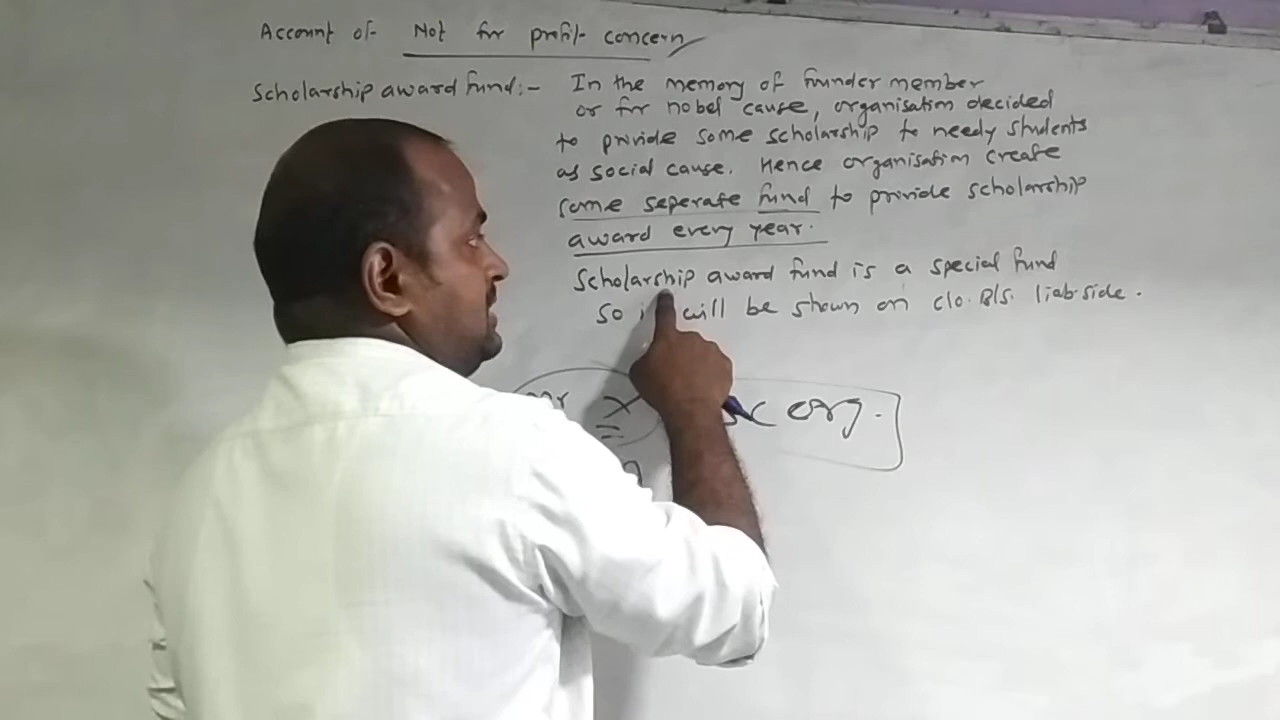 Account of Not for profit concern
Scholarship award fund:- In the memory of founder member
or for nobel cause, organisation decided
to provide some scholarship to needy students
as social cause. Hence organisation create
some seperate fund to provide scholarship
award every year.
Scholarship award fund is a special fund
so will be shown on clo. B/S. liab. side.
X org.